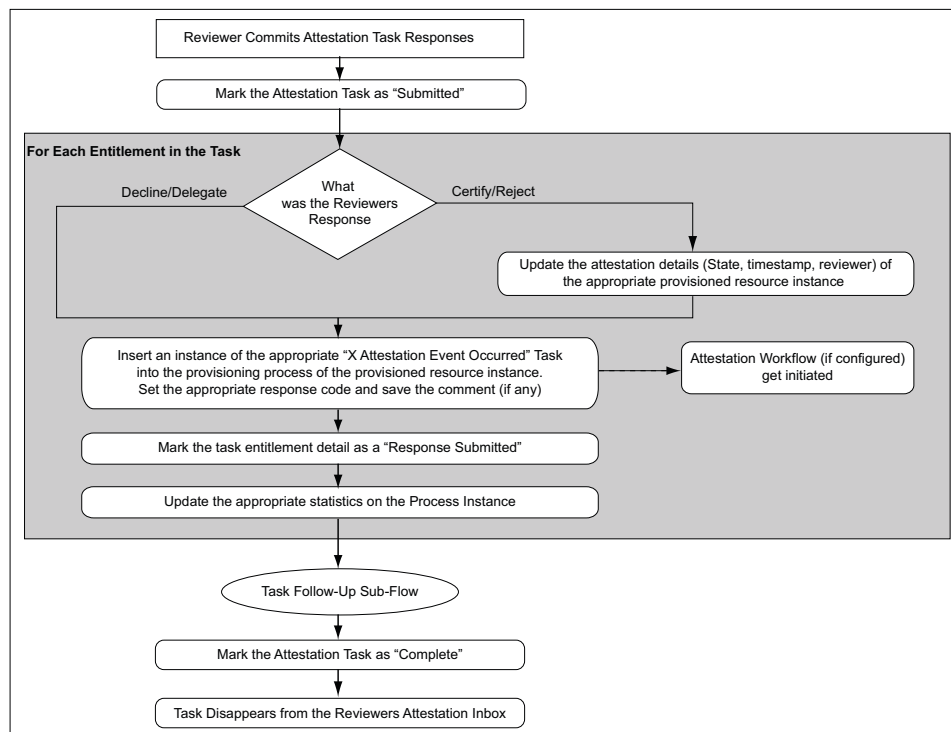 Reviewer Commits Attestation Task Responses
Mark the Attestation Task as “Submitted”
For Each Entitlement in the Task
Decline/Delegate
What
was the Reviewers
Response
Certify/Reject
Update the attestation details (State, timestamp, reviewer) of
the appropriate provisioned resource instance
Insert an instance of the appropriate “X Attestation Event Occurred” Task
into the provisioning process of the provisioned resource instance.
Set the appropriate response code and save the comment (if any)
Attestation Workflow (if configured)
get initiated
Mark the task entitlement detail as a “Response Submitted”
Update the appropriate statistics on the Process Instance
Task Follow-Up Sub-Flow
Mark the Attestation Task as “Complete”
Task Disappears from the Reviewers Attestation Inbox